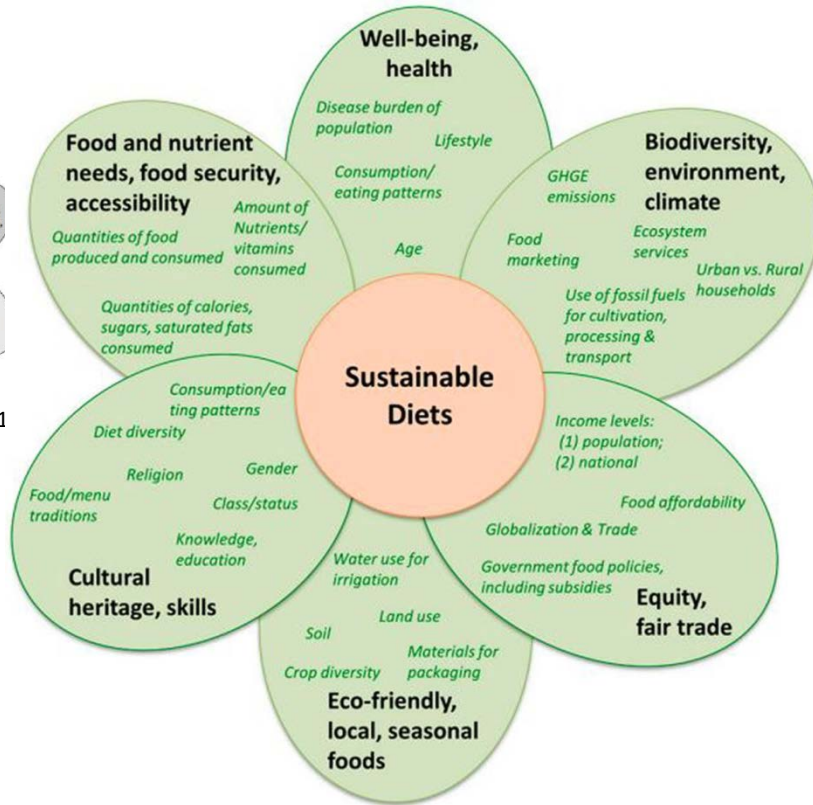 Well-being,
health
Disease burden of
population
Lifestyle
Consumption/
eating patterns
Age
Food and nutrient
needs, food security,
accessibility
Amount of
Nutrients/
vitamins
consumed
Quantities of food
produced and consumed
Quantities of calories,
sugars, saturated fats
consumed
Biodiversity,
environment,
climate
GHGE
emissions
Ecosystem
services
Food
marketing
Urban vs. Rural
households
Use of fossil fuels
for cultivation,
processing &
transport
Sustainable
Diets
Consumption/ea
ting patterns
Diet diversity
Religion
Gender
Food/menu
traditions
Class/status
Knowledge,
education
Cultural
heritage, skills
Income levels:
(1) population;
(2) national
Food affordability
Globalization & Trade
Government food policies,
including subsidies
Equity,
fair trade
Water use for
irrigation
Land use
Soil
Materials for
packaging
Crop diversity
Eco-friendly,
local, seasonal
foods
1